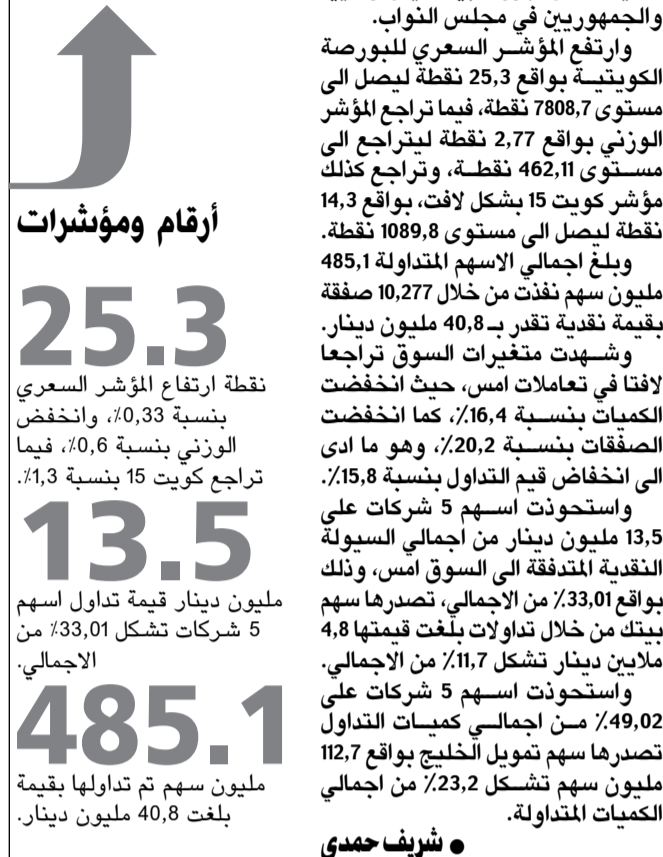 والجمهوريين في مجلس النواب.
وارتفع المؤشر السعري للبورصة
الكويتية بواقع 25,3 نقطة ليصل الى
مستوى 7808,7 نقطة، فيما تراجع المؤشر
الوزني بواقع 2,77 نقطة ليتراجع الى
مستوى 462,11 نقطة، وتراجع كذلك
مؤشر كويت 15 بشكل لافت، بواقع 14,3
نقطة ليصل الى مستوى 1089,8 نقطة.
وبلغ اجمالي الاسهم المتداولة 485,1
مليون سهم نفذت من خلال 10,277 صفقة
بقيمة نقدية تقدر بـ 40,8 مليون دينار.
وشهدت متغيرات السوق تراجعا
لافتا في تعاملات امس، حيث انخفضت
الكميات بنسبة 16,4٪، كما انخفضت
الصفقات بنسبة 20,2٪، وهو ما ادى
الى انخفاض قيم التداول بنسبة 15,8٪.
واستحوذت اسهم 5 شركات على
13,5 مليون دينار من اجمالي السيولة
النقدية المتدفقة الى السوق امس، وذلك
بواقع 33,01٪ من الاجمالي، تصدرها سهم
بيتك من خلال تداولات بلغت قيمتها 4,8
ملايين دينار تشكل 11,7٪ من الاجمالي.
واستحوذت اسهم 5 شركات على
49,02٪ من اجمالي كميات التداول
تصدرها سهم تمويل الخليج بواقع 112,7
مليون سهم تشكل 23,2٪ من اجمالي
الكميات المتداولة.
● شريف حمدي
أرقام ومؤشرات
25.3
نقطة ارتفاع المؤشر السعري
بنسبة 0,33٪، وانخفض
الوزني بنسبة 0,6٪، فيما
تراجع كويت 15 بنسبة 1,3٪.
13.5
مليون دينار قيمة تداول اسهم
5 شركات تشكل 33,01٪ من
الاجمالي.
485.1
مليون سهم تم تداولها بقيمة
بلغت 40,8 مليون دينار.